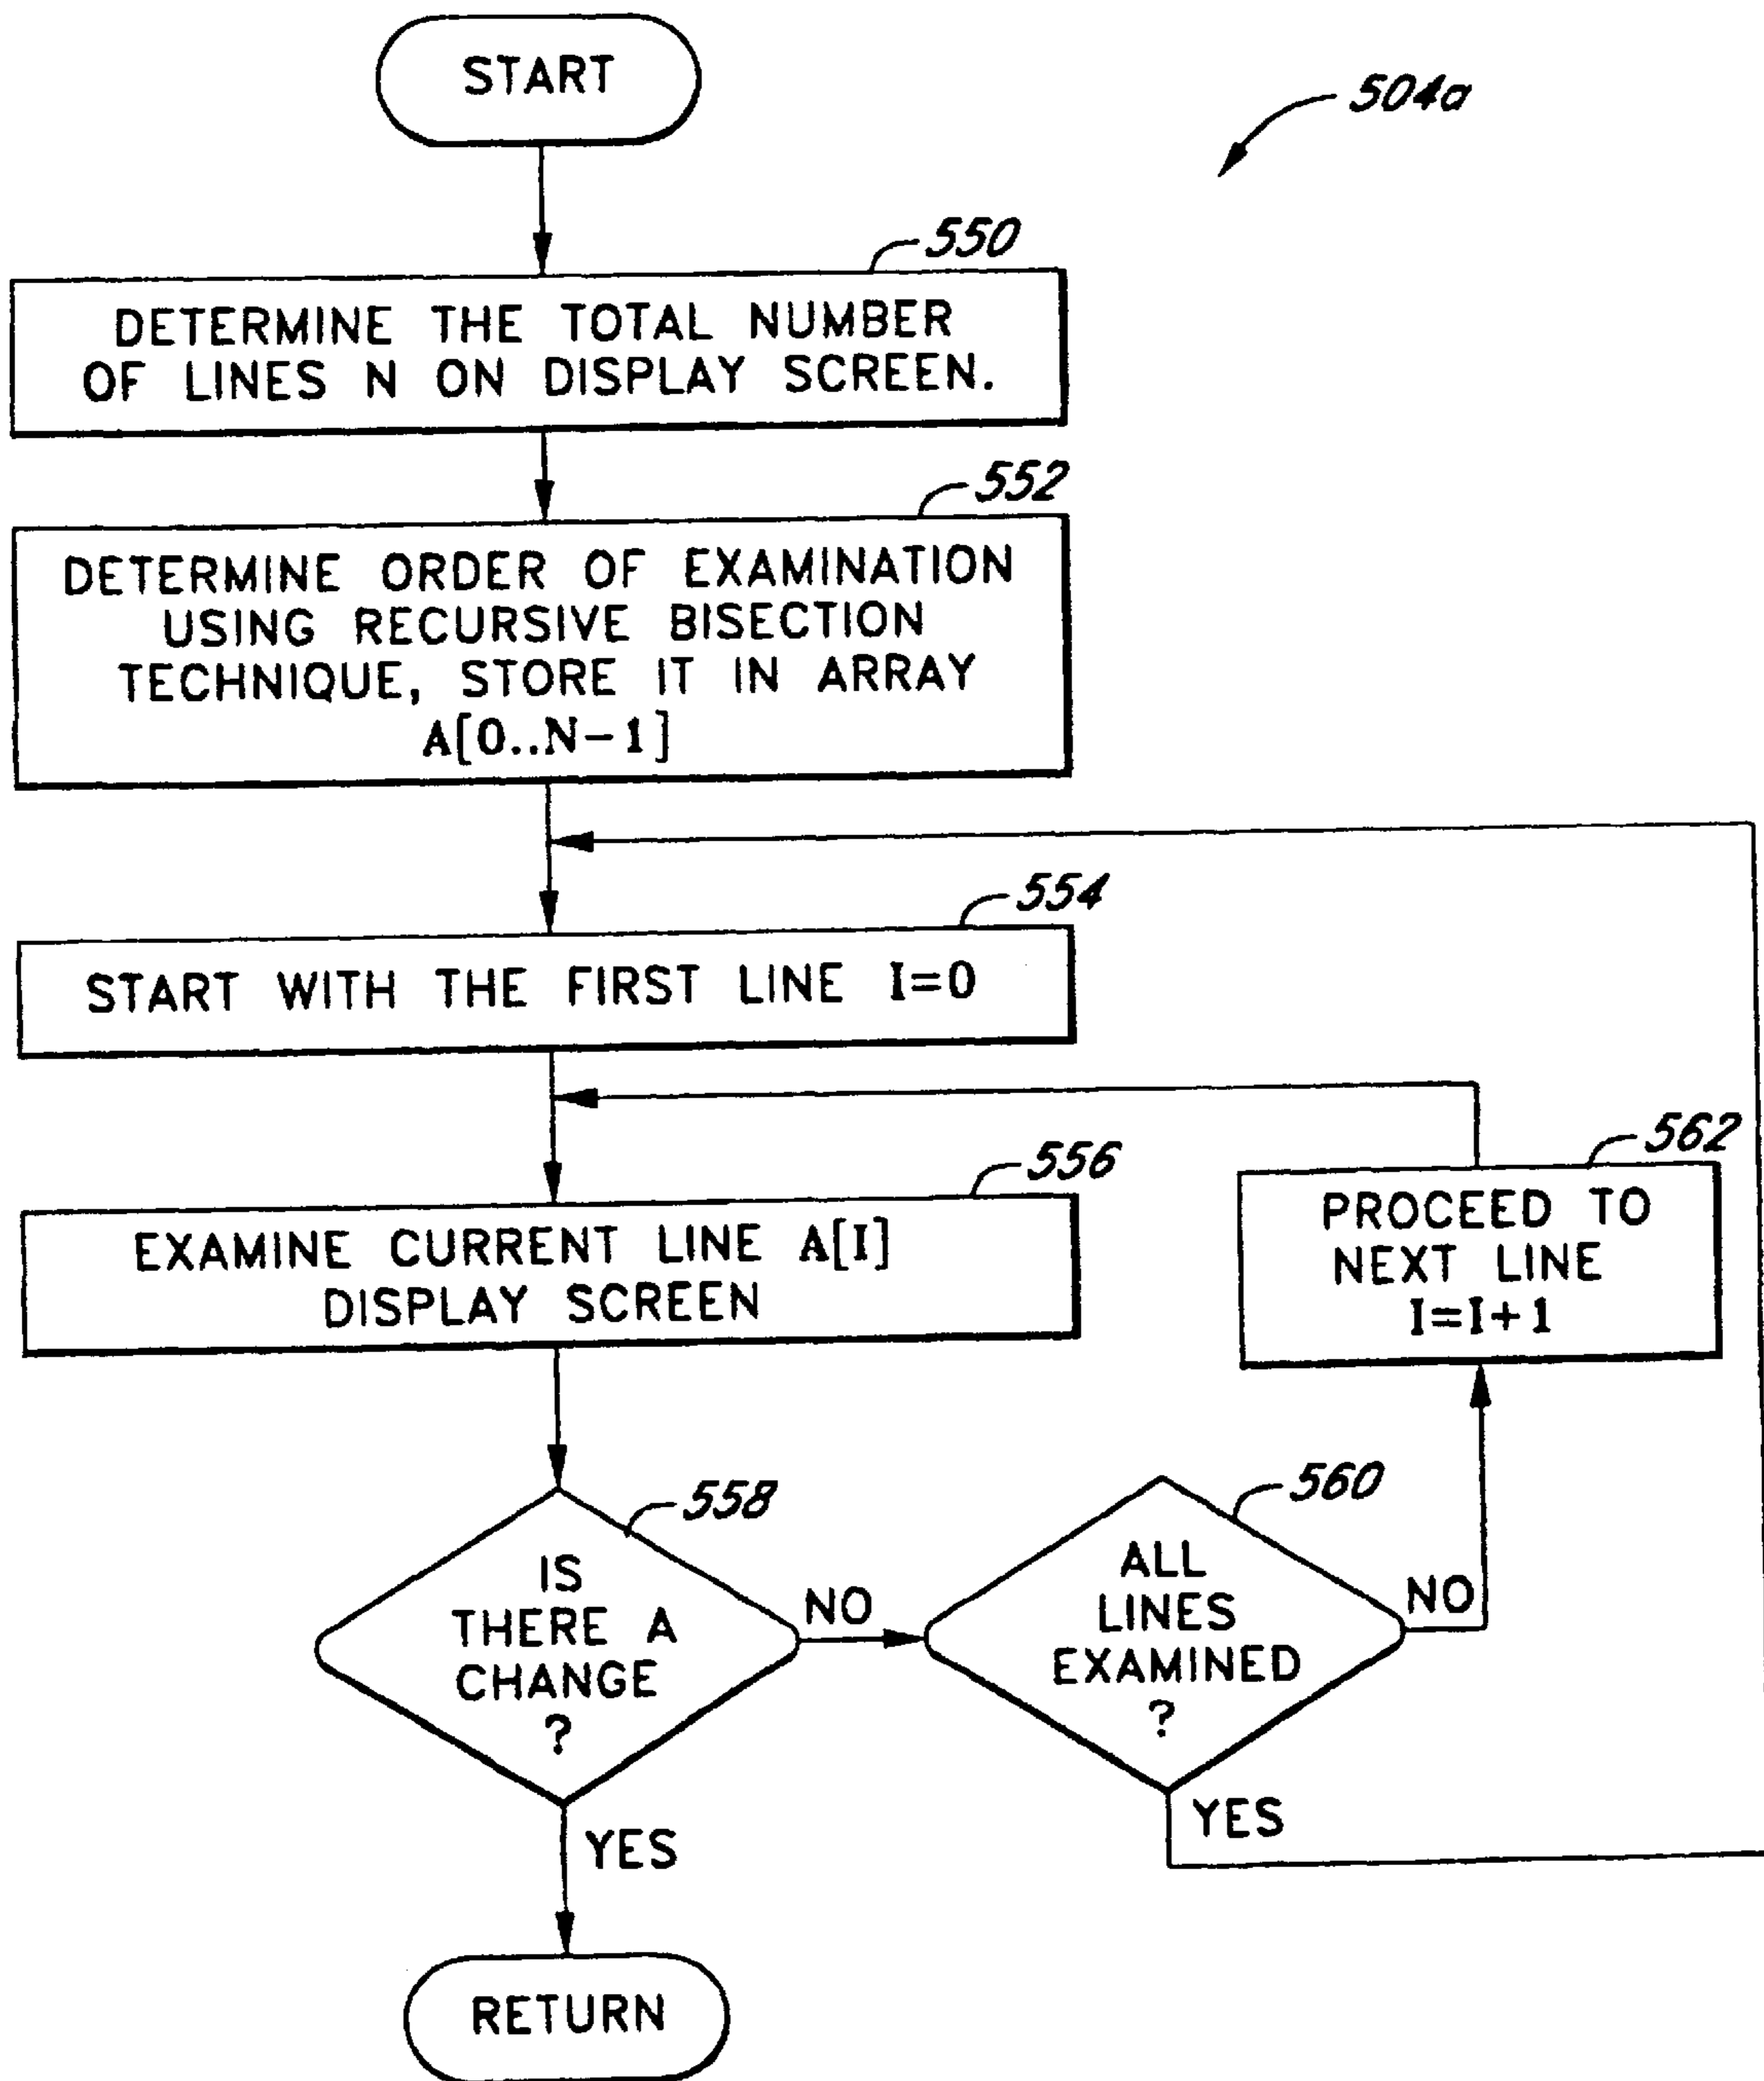 START
504a
550
DETERMINE THE TOTAL NUMBER
OF LINES N ON DISPLAY SCREEN.
552
DETERMINE ORDER OF EXAMINATION
USING RECURSIVE BISECTION
TECHNIQUE, STORE IT IN ARRAY
A[0..N-1]
554
START WITH THE FIRST LINE I=0
556
EXAMINE CURRENT LINE A[I]
DISPLAY SCREEN
562
PROCEED TO
NEXT LINE
I=I+1
558
IS
THERE A
CHANGE
?
NO
560
ALL
LINES
EXAMINED
?
NO
YES
YES
RETURN